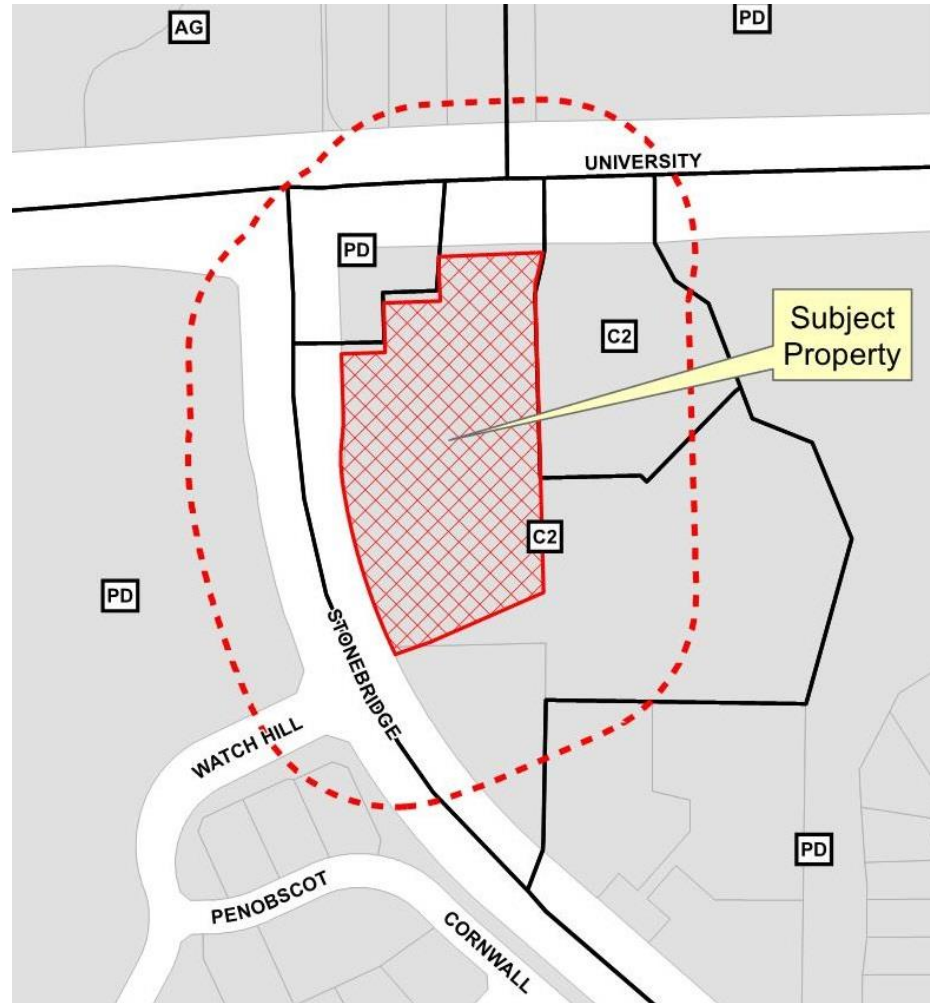 AG
PD
UNIVERSITY
PD
C2
Subject
Property
C2
PD
STONEBRIDGE
WATCH HILL
PD
PENOBSCOT
CORNWALL